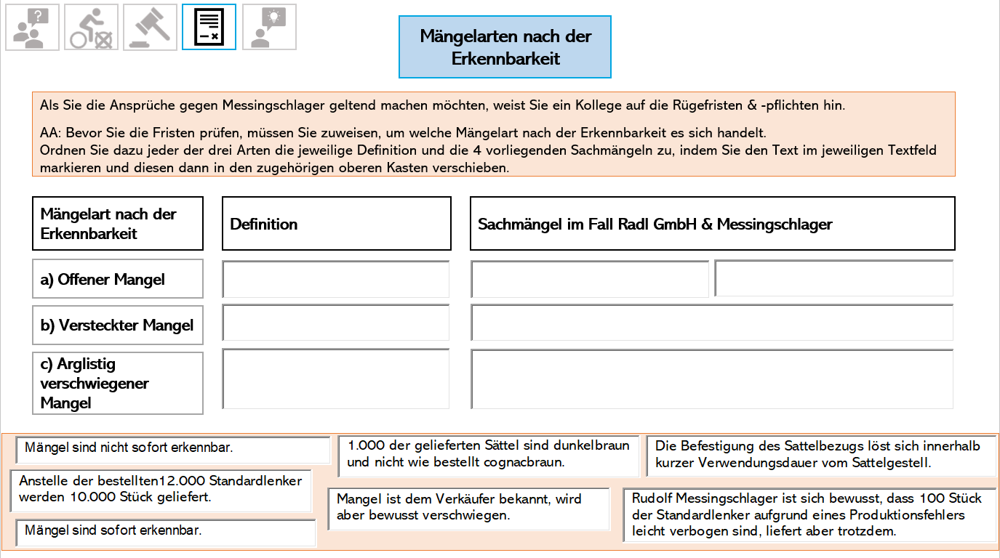 ?
Mängelarten nach der
Erkennbarkeit
Als Sie die Ansprüche gegen Messingschlager geltend machen möchten, weist Sie ein Kollege auf die Rügefristen & -pflichten hin.
AA: Bevor Sie die Fristen prüfen, müssen Sie zuweisen, um welche Mängelart nach der Erkennbarkeit es sich handelt.
Ordnen Sie dazu jeder der drei Arten die jeweilige Definition und die 4 vorliegenden Sachmängeln zu, indem Sie den Text im jeweiligen Textfeld
markieren und diesen dann in den zugehörigen oberen Kasten verschieben.
Mängelart nach der
Erkennbarkeit
Definition
Sachmängel im Fall Radl GmbH & Messingschlager
a) Offener Mangel
b) Versteckter Mangel
c) Arglistig
verschwiegener
Mangel
Mängel sind nicht sofort erkennbar.
1.000 der gelieferten Sättel sind dunkelbraun
und nicht wie bestellt cognacbraun.
Die Befestigung des Sattelbezugs löst sich innerhalb
kurzer Verwendungsdauer vom Sattelgestell.
Anstelle der bestellten12.000 Standardlenker
werden 10.000 Stück geliefert.
Mangel ist dem Verkäufer bekannt, wird
aber bewusst verschwiegen.
Rudolf Messingschlager ist sich bewusst, dass 100 Stück
der Standardlenker aufgrund eines Produktionsfehlers
leicht verbogen sind, liefert aber trotzdem.
Mängel sind sofort erkennbar.